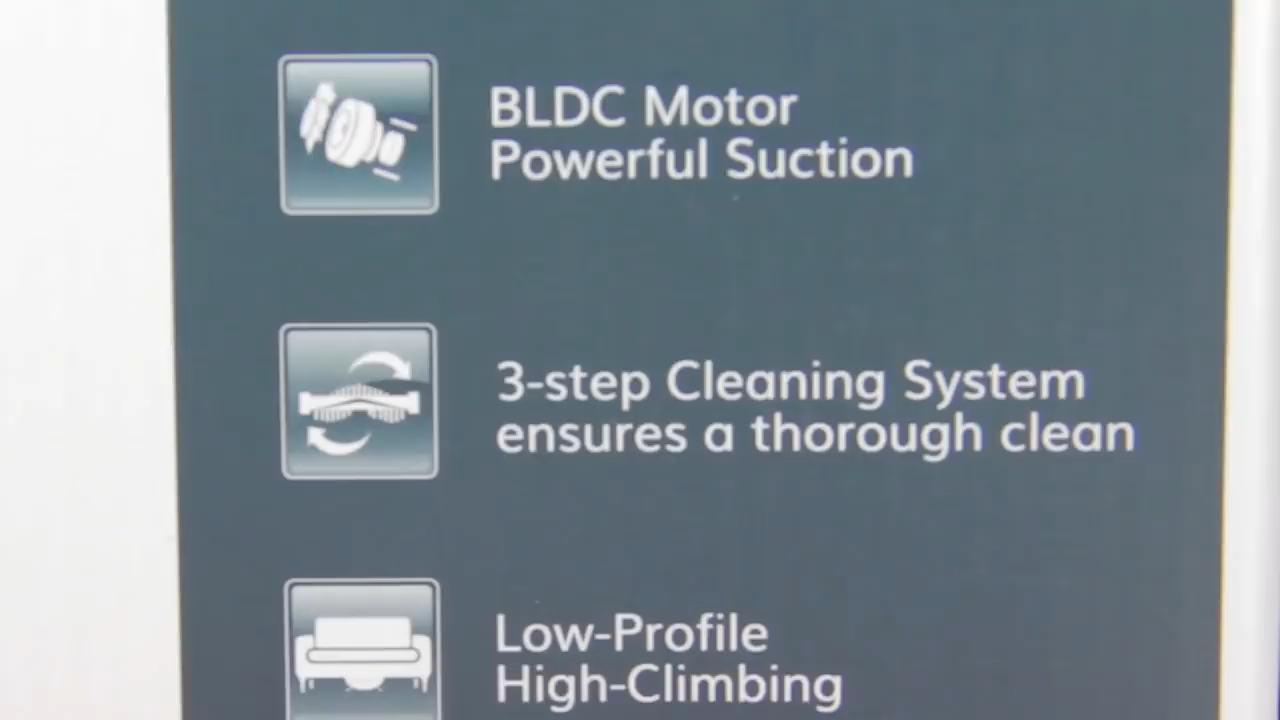 BLDC Motor
Powerful Suction
3-step Cleaning System
ensures a thorough clean
Low-Profile
High-Climbing